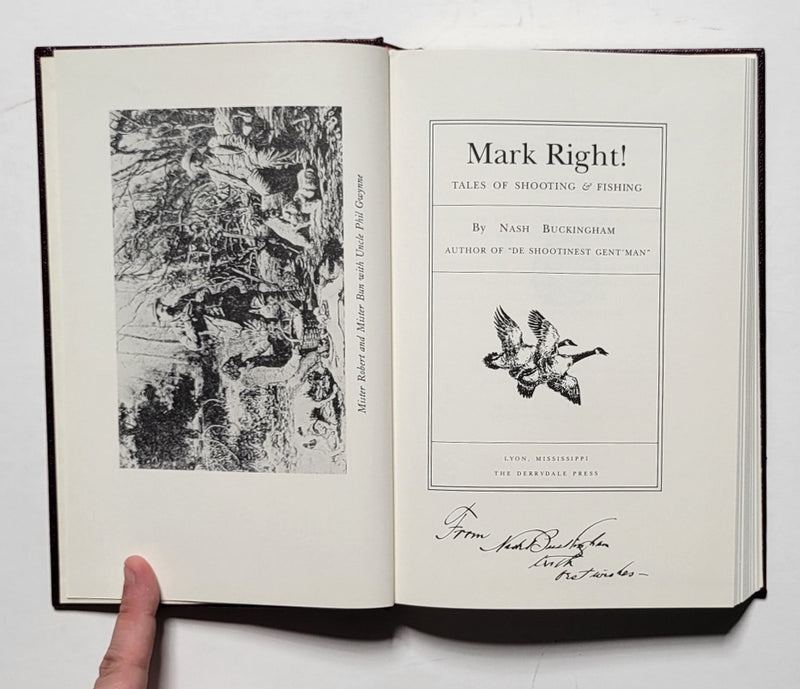 Mister Robert and Mister Bun with Uncle Phil Gwynne
Mark Right!
TALES OF SHOOTING & FISHING
By NASH BUCKINGHAM
AUTHOR OF "DE SHOOTINEST GENT'MAN"
LYON, MISSISSIPPI
THE DERRYDALE PRESS
From Nash Buckingham
with
best wishes—